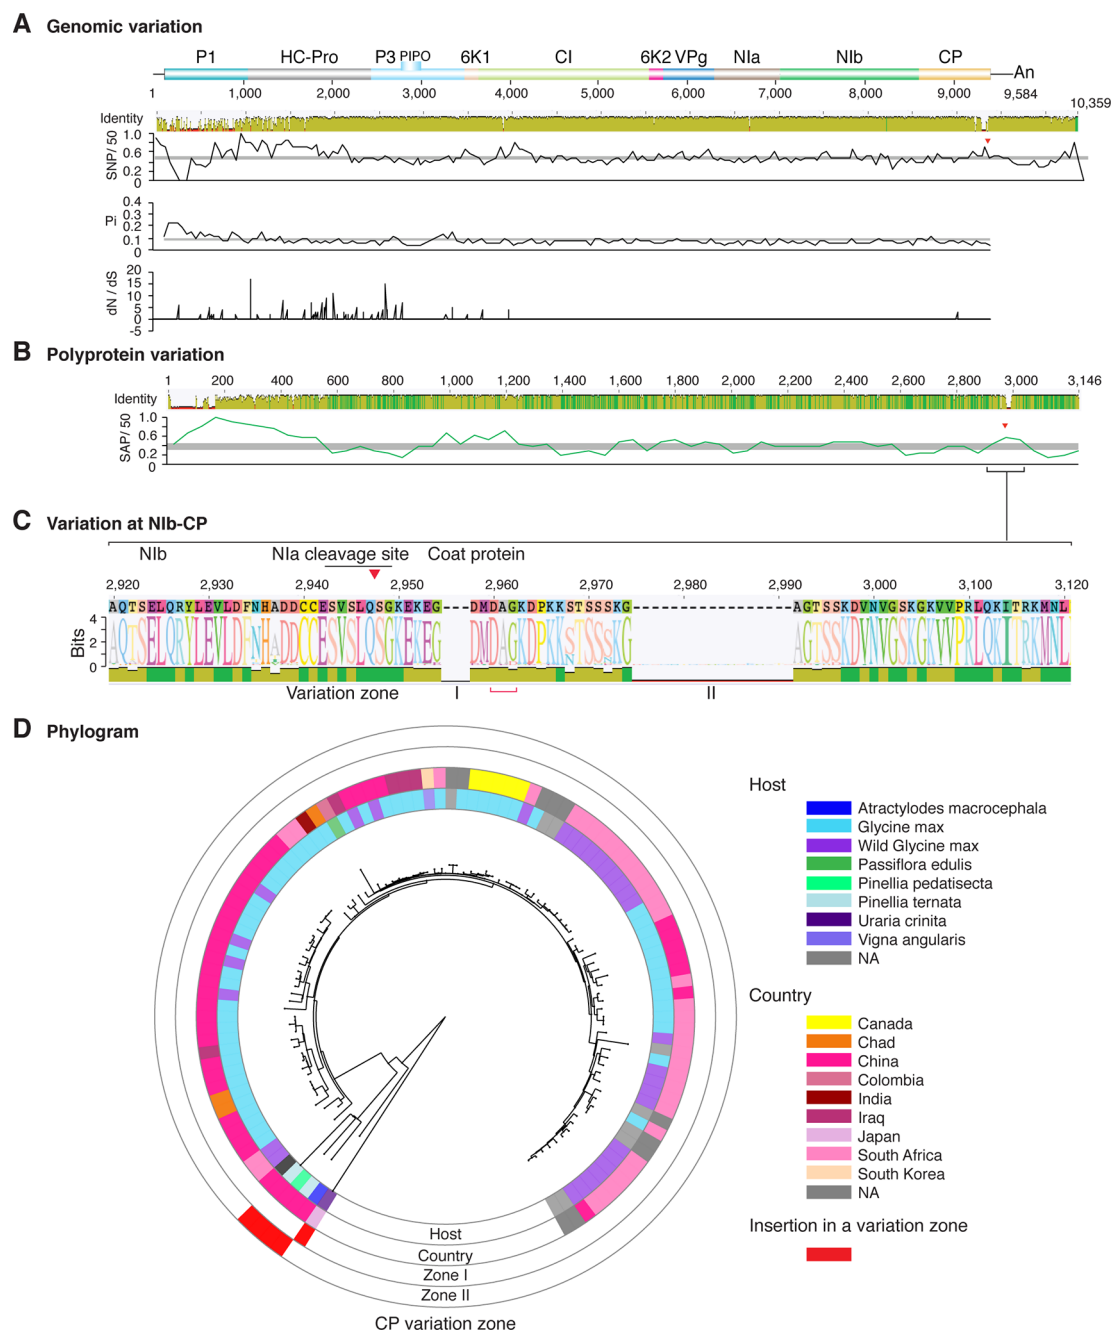 A Genomic variation
P1 HC-Pro P3 PIPO 6K1 CI 6K2 VPg NIa NIb CP
An
1 1,000 2,000 3,000 4,000 5,000 6,000 7,000 8,000 9,000 9,584
10,359
Identity
SNP/ 50
1.0
0.6
0.2
0
Pi
0.4
0.3
0.2
0.1
0
dN / dS
20
15
10
5
0
-5
B Polyprotein variation
1 200 400 600 800 1,000 1,200 1,400 1,600 1,800 2,000 2,200 2,400 2,600 2,800 3,000 3,146
Identity
SAP/ 50
1.0
0.6
0.2
0
C Variation at NIb-CP
NIb NIa cleavage site Coat protein
2,920 2,930 2,940 2,950 2,960 2,970 2,980 2,990 3,000 3,100 3,120
AQTSELQRYLEVLDFNHADDCCESVSLQSGKEKEG---DMDAGKDPKKSTSSSKG-----------------AGTSSKDVNVGSKGKVVPRLQKITRKMNL
Bits
4
2
0
AQTSELQRYLEVLDFNHADDCCESVSLQSGKEKEG DMDAGKDPKKSTSSSKG AGTSSKDVNVGSKGKVVPRLQKITRKMNL
Variation zone I II
D Phylogram
Host
Atractylodes macrocephala
Glycine max
Wild Glycine max
Passiflora edulis
Pinellia pedatisecta
Pinellia ternata
Uraria crinita
Vigna angularis
NA
Country
Canada
Chad
China
Colombia
India
Iraq
Japan
South Africa
South Korea
NA
Insertion in a variation zone
Host
Country
Zone I
Zone II
CP variation zone